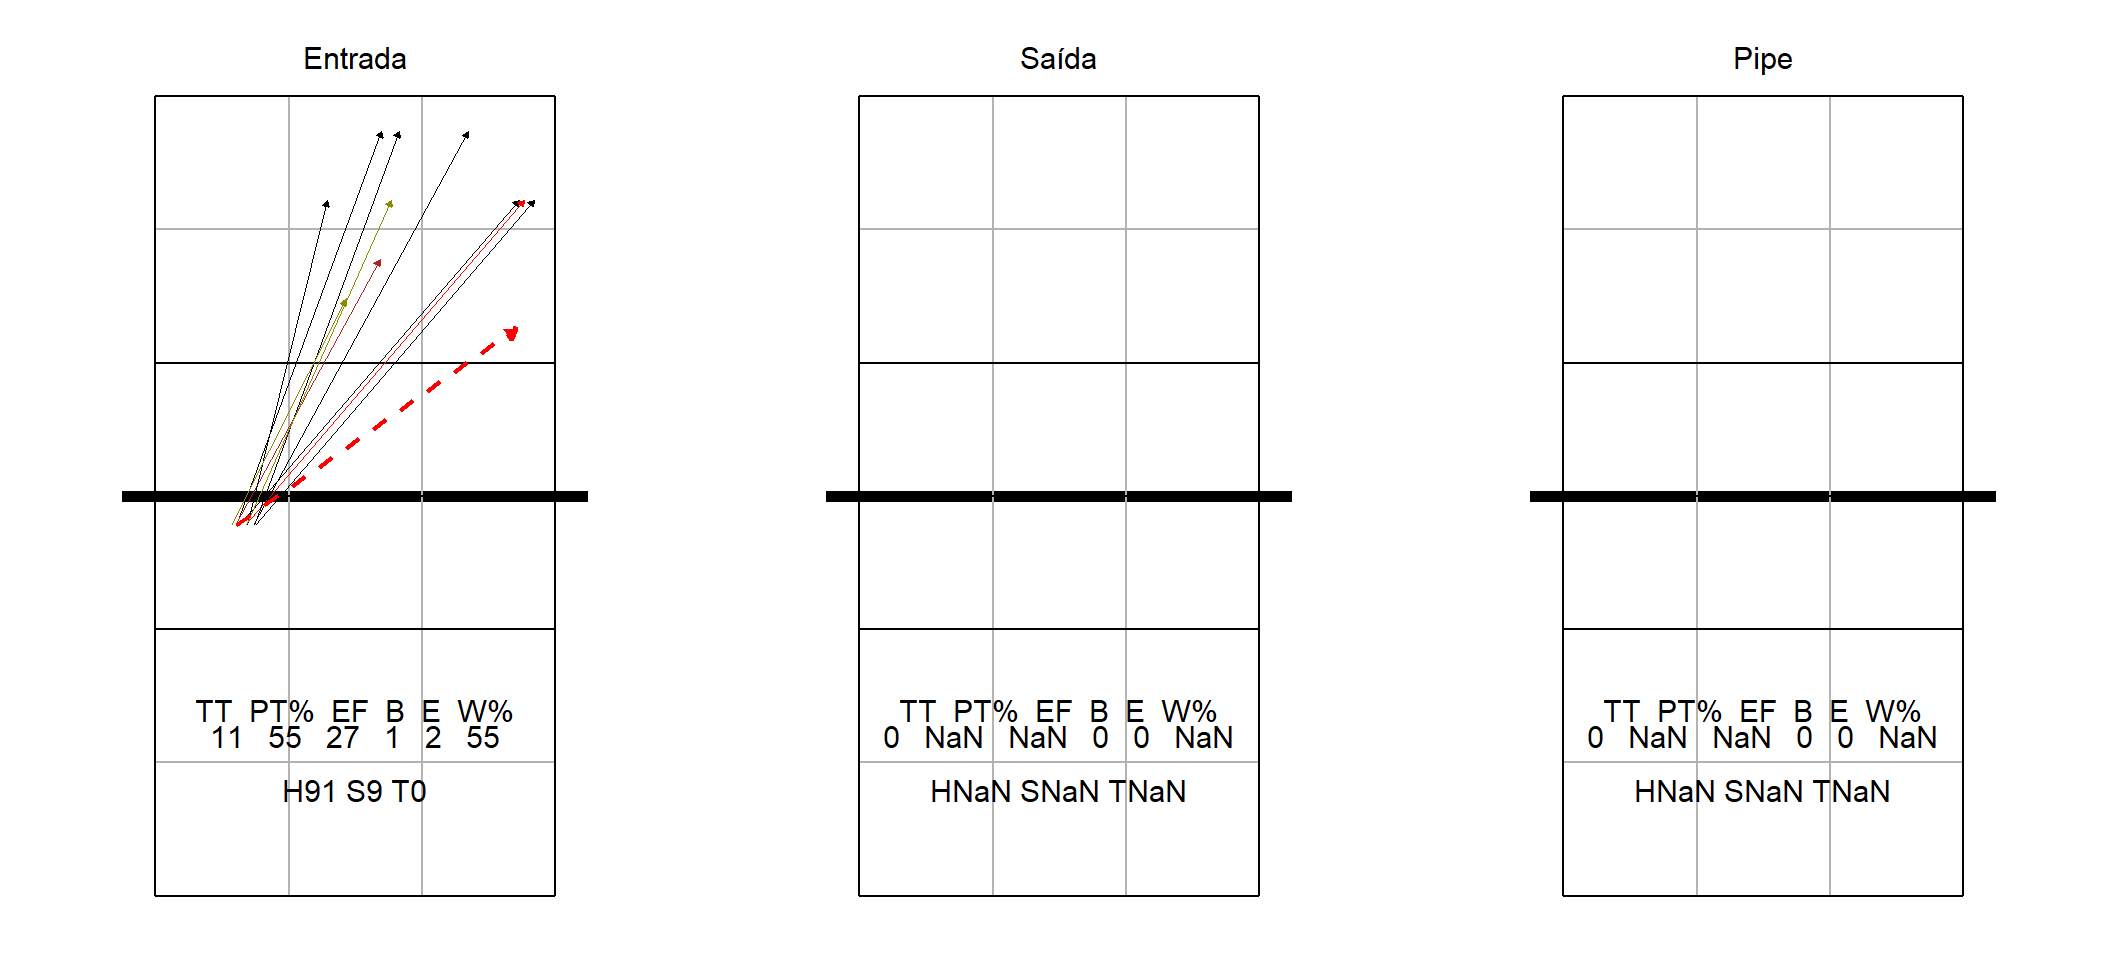 Entrada
Saída
Pipe
TT PT% EF B E W%
11 55 27 1 2 55
H91 S9 T0
TT PT% EF B E W%
0 NaN NaN 0 0 NaN
HNaN SNaN TNaN
TT PT% EF B E W%
0 NaN NaN 0 0 NaN
HNaN SNaN TNaN